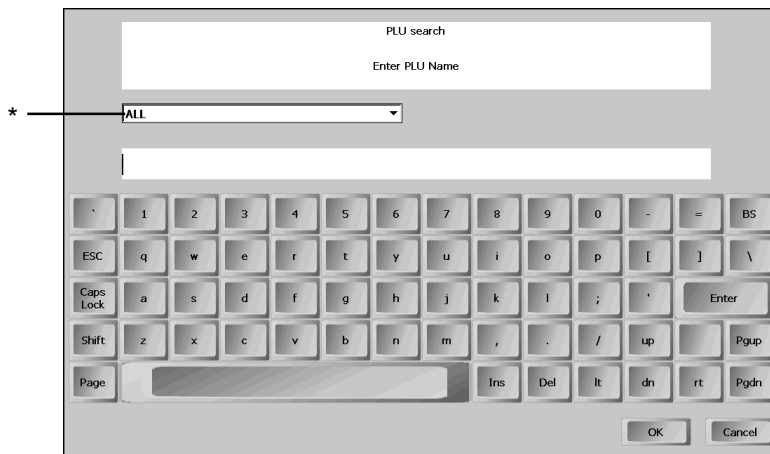 PLU search
Enter PLU Name
*
ALL
` 1 2 3 4 5 6 7 8 9 0 - = BS
ESC q w e r t y u i o p [ ] \
Caps Lock a s d f g h j k l ; ' Enter
Shift z x c v b n m , . / up Pgup
Page Ins Del lt dn rt Pgdn
OK Cancel